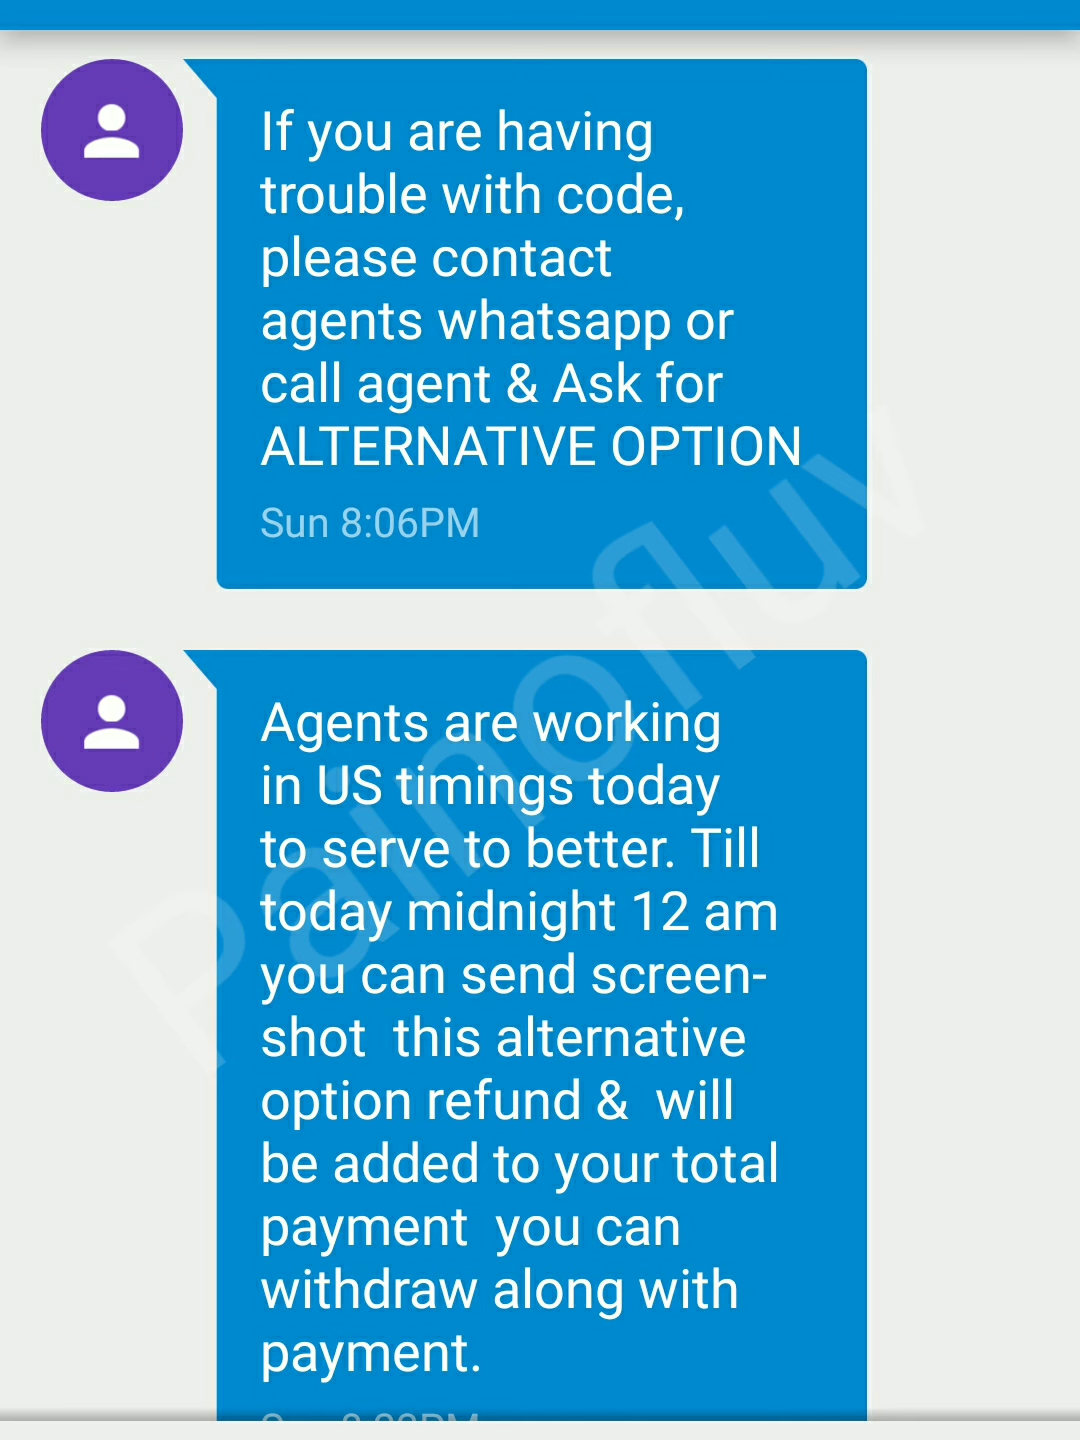 If you are having
trouble with code,
please contact
agents whatsapp or
call agent & Ask for
ALTERNATIVE OPTION
Sun 8:06PM
Agents are working
in US timings today
to serve to better. Till
today midnight 12 am
you can send screen-
shot  this alternative
option refund &  will
be added to your total
payment  you can
withdraw along with
payment.
Painofluv